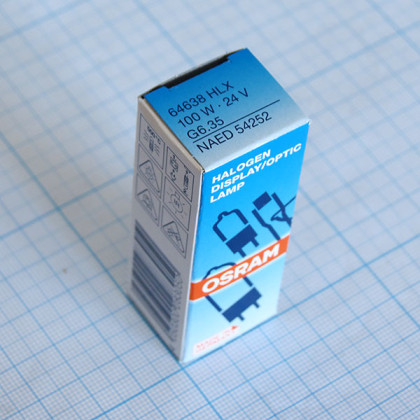 64638 HLX
100 W · 24 V
G6.35
NAED 54252
HALOGEN
DISPLAY/OPTIC
LAMP
OSRAM